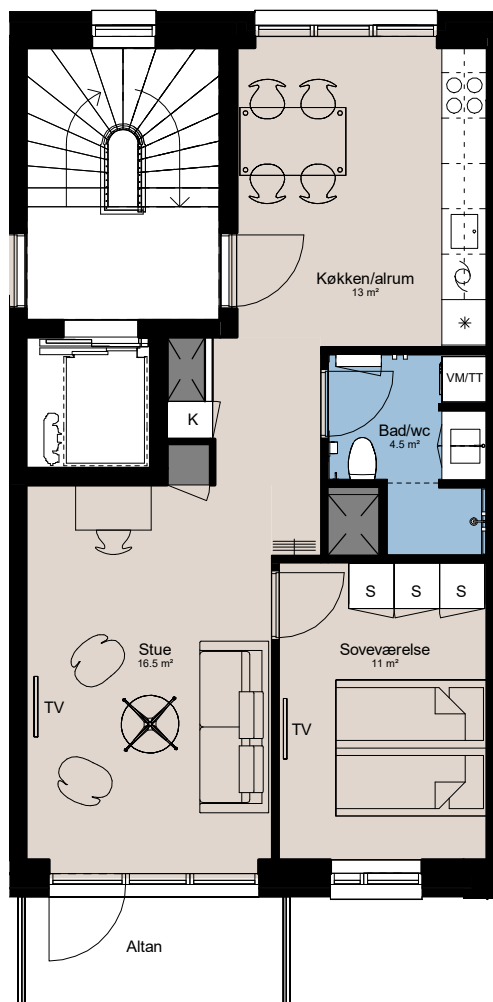 Køkken/alrum
13 m²
VM/TT
K
Bad/wc
4.5 m²
S
S
S
Stue
16.5 m²
Soveværelse
11 m²
TV
TV
Altan